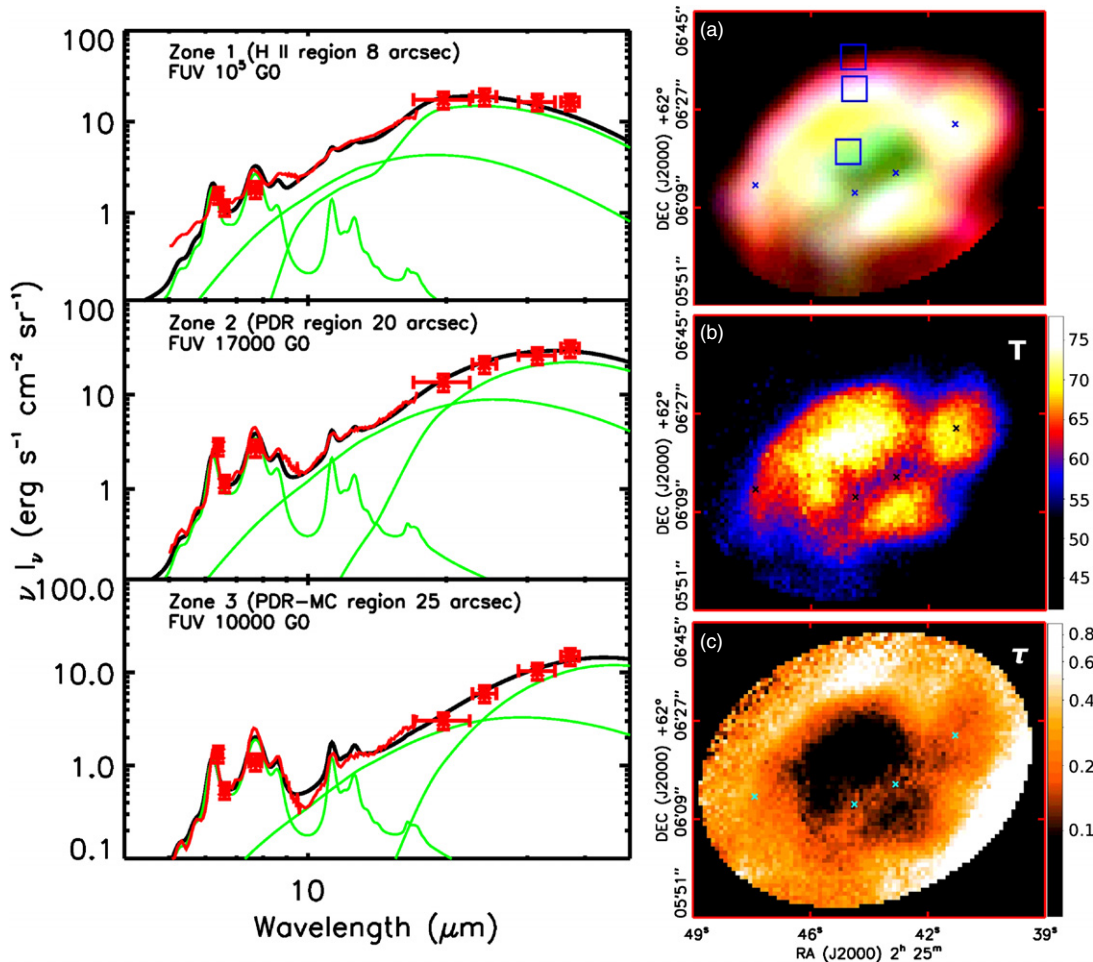 Zone 1 (H II region 8 arcsec)
FUV 10⁵ G0
100
10
1
Zone 2 (PDR region 20 arcsec)
FUV 17000 G0
100
10
1
Zone 3 (PDR-MC region 25 arcsec)
FUV 10000 G0
100.0
10.0
1.0
0.1
ν Iν (erg s⁻¹ cm⁻² sr⁻¹)
10
Wavelength (μm)
(a)
06'45"
06'27"
06'09"
05'51"
DEC (J2000) +62°
(b)
T
06'45"
06'27"
06'09"
05'51"
DEC (J2000) +62°
75
70
65
60
55
50
45
(c)
τ
06'45"
06'27"
06'09"
05'51"
DEC (J2000) +62°
0.8
0.6
0.4
0.2
0.1
49ˢ 46ˢ 42ˢ 39ˢ
RA (J2000) 2ʰ 25ᵐ